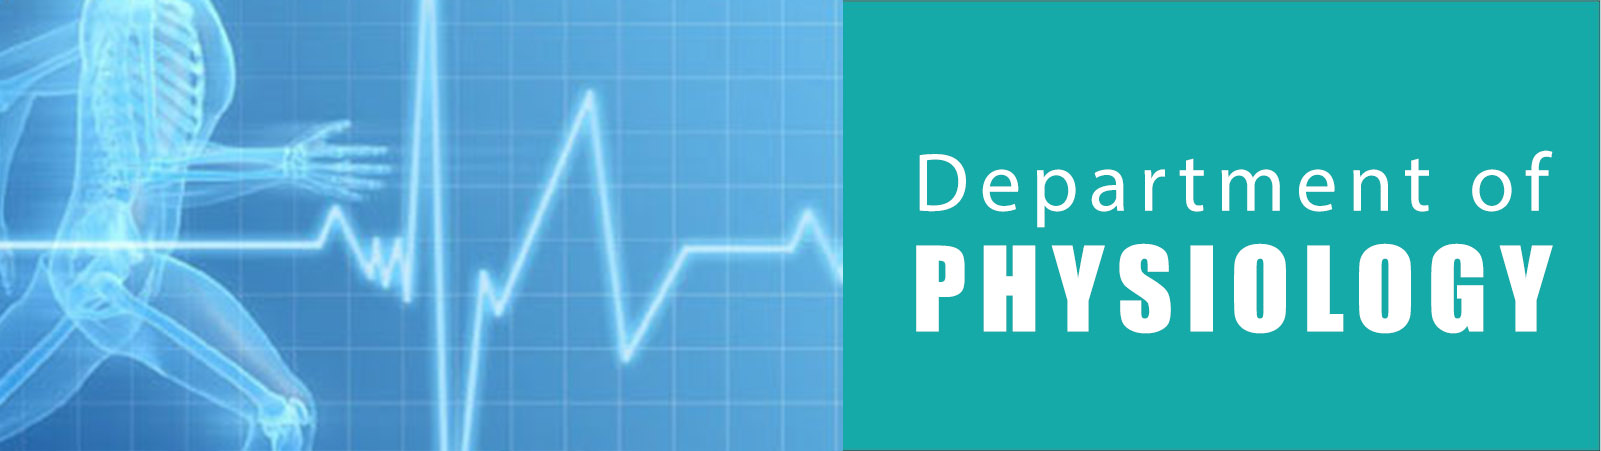 Department of
PHYSIOLOGY